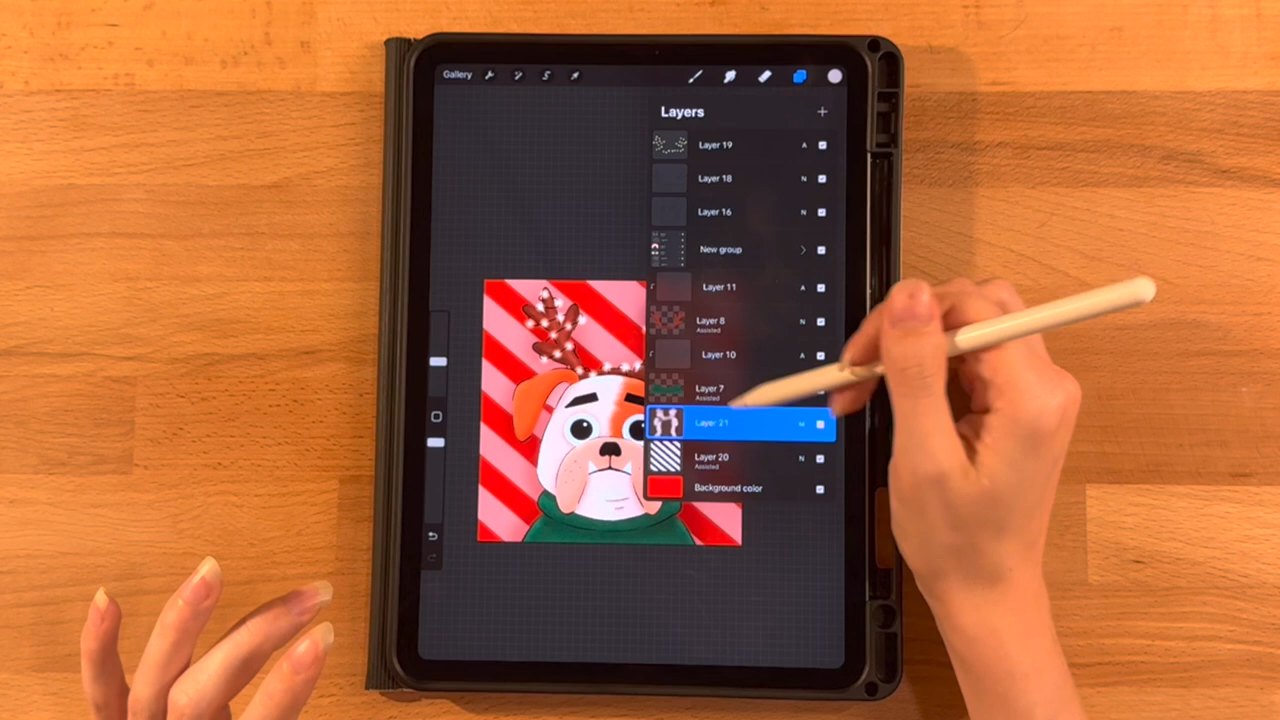 Gallery
Layers
Layer 19 A
Layer 18 N
Layer 16 N
New group
Layer 11 A
Layer 8 N
Assisted
Layer 10 A
Layer 7
Assisted
Layer 21 M
Layer 20 N
Assisted
Background color